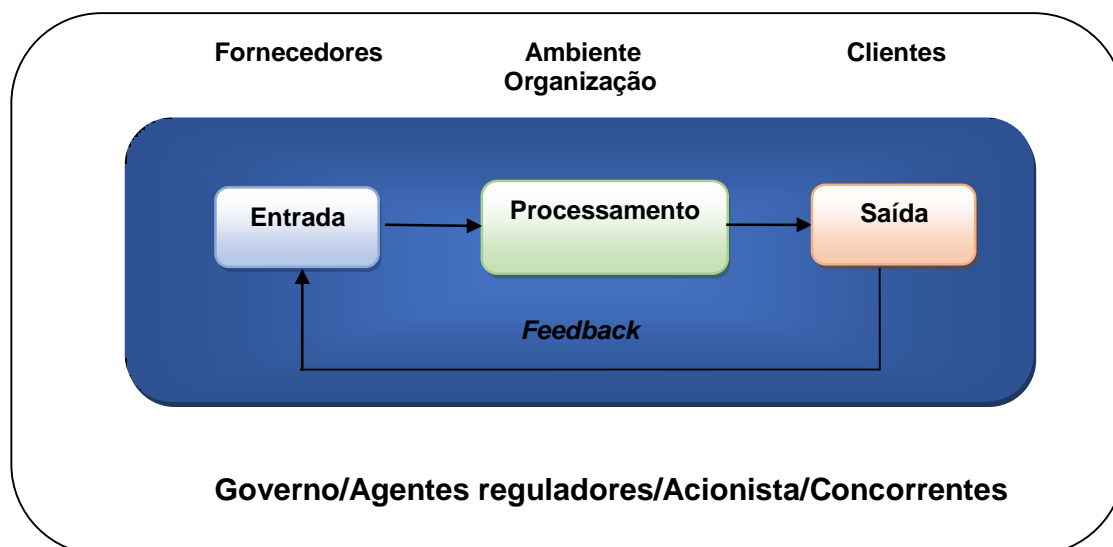 Fornecedores
Ambiente
Organização
Clientes
Entrada
Processamento
Saída
Feedback
Governo/Agentes reguladores/Acionista/Concorrentes